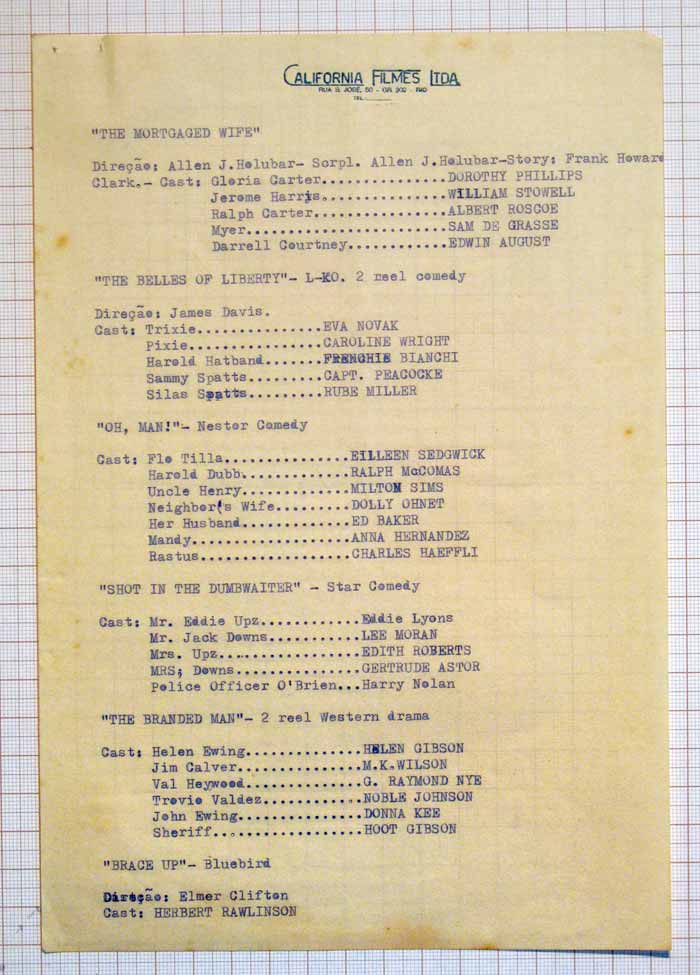 CALIFORNIA FILMES LTDA.
RUA S. JOSÉ, 50 - GR. 902 - RIO
TEL.
"THE MORTGAGED WIFE"
Direção: Allen J.Holubar- Scrpl. Allen J.Holubar-Story: Frank Howard
Clark.- Cast: Gloria Carter...............DOROTHY PHILLIPS
Jerome Harris...............WILLIAM STOWELL
Ralph Carter................ALBERT ROSCOE
Myer........................SAM DE GRASSE
Darrell Courtney............EDWIN AUGUST
"THE BELLES OF LIBERTY"- L-KO. 2 reel comedy
Direção: James Davis.
Cast: Trixie...............EVA NOVAK
Pixie................CAROLINE WRIGHT
Harold Hatband.......FRENCHIE BIANCHI
Sammy Spatts.........CAPT. PEACOCKE
Silas Spatts.........RUBE MILLER
"OH, MAN!"- Nestor Comedy
Cast: Flo Tilla...............EILLEEN SEDGWICK
Harold Dubb.............RALPH McCOMAS
Uncle Henry.............MILTON SIMS
Neighbor's Wife.........DOLLY OHNET
Her Husband.............ED BAKER
Mandy...................ANNA HERNANDEZ
Rastus..................CHARLES HAEFFLI
"SHOT IN THE DUMBWAITER" - Star Comedy
Cast: Mr. Eddie Upz............Eddie Lyons
Mr. Jack Downs...........LEE MORAN
Mrs. Upz.................EDITH ROBERTS
MRS; Downs...............GERTRUDE ASTOR
Police Officer O'Brien...Harry Nolan
"THE BRANDED MAN"- 2 reel Western drama
Cast: Helen Ewing..............HELEN GIBSON
Jim Calver...............M.K.WILSON
Val Heywood..............G. RAYMOND NYE
Trevio Valdez............NOBLE JOHNSON
John Ewing...............DONNA KEE
Sheriff..................HOOT GIBSON
"BRACE UP"- Bluebird
Direção: Elmer Clifton
Cast: HERBERT RAWLINSON